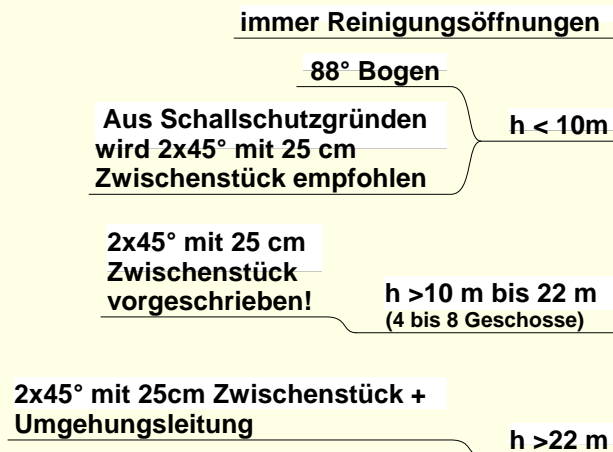 immer Reinigungsöffnungen
88° Bogen
Aus Schallschutzgründen
wird 2x45° mit 25 cm
Zwischenstück empfohlen
h < 10m
2x45° mit 25 cm
Zwischenstück
vorgeschrieben!
h >10 m bis 22 m
(4 bis 8 Geschosse)
2x45° mit 25cm Zwischenstück +
Umgehungsleitung
h >22 m